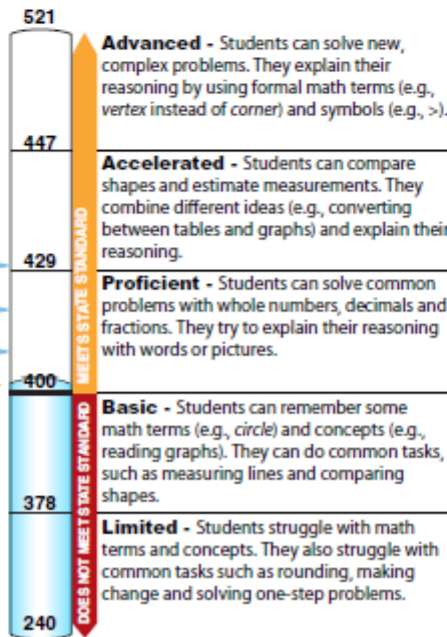 521
Advanced - Students can solve new,
complex problems. They explain their
reasoning by using formal math terms (e.g.,
vertex instead of corner) and symbols (e.g., >).
447
Accelerated - Students can compare
shapes and estimate measurements. They
combine different ideas (e.g., converting
between tables and graphs) and explain their
reasoning.
429
Proficient - Students can solve common
problems with whole numbers, decimals and
fractions. They try to explain their reasoning
with words or pictures.
MEETS STATE STANDARD
400
Basic - Students can remember some
math terms (e.g., circle) and concepts (e.g.,
reading graphs). They can do common tasks,
such as measuring lines and comparing
shapes.
378
Limited - Students struggle with math
terms and concepts. They also struggle with
common tasks such as rounding, making
change and solving one-step problems.
DOES NOT MEET STATE STANDARD
240